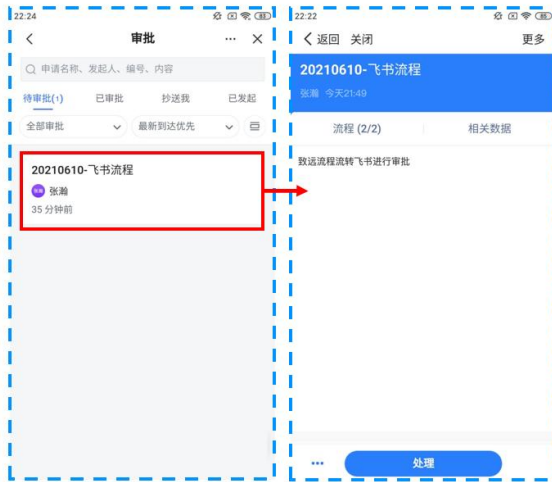 22:24
83
审批
申请名称、发起人、编号、内容
待审批(1) 已审批 抄送我 已发起
全部审批 最新到达优先
20210610-飞书流程
张瀚
35 分钟前
22:22
85
返回 关闭 更多
20210610-飞书流程
张瀚 今天21:49
流程 (2/2) 相关数据
致远流程流转飞书进行审批
处理